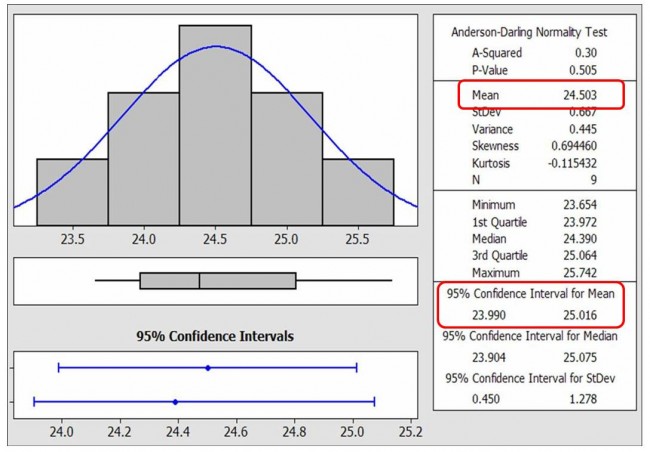 23.5 24.0 24.5 25.0 25.5
95% Confidence Intervals
24.0 24.2 24.4 24.6 24.8 25.0 25.2
Anderson-Darling Normality Test
A-Squared 0.30
P-Value 0.505
Mean 24.503
StDev 0.667
Variance 0.445
Skewness 0.694460
Kurtosis -0.115432
N 9
Minimum 23.654
1st Quartile 23.972
Median 24.390
3rd Quartile 25.064
Maximum 25.742
95% Confidence Interval for Mean
23.990 25.016
95% Confidence Interval for Median
23.904 25.075
95% Confidence Interval for StDev
0.450 1.278